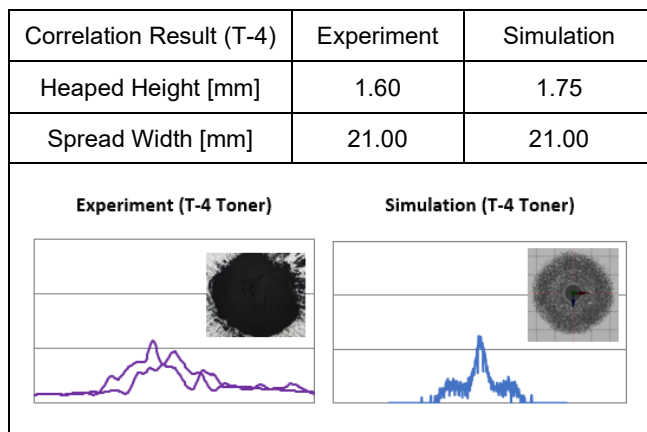 Correlation Result (T-4) Experiment Simulation
Heaped Height [mm] 1.60 1.75
Spread Width [mm] 21.00 21.00
Experiment (T-4 Toner) Simulation (T-4 Toner)